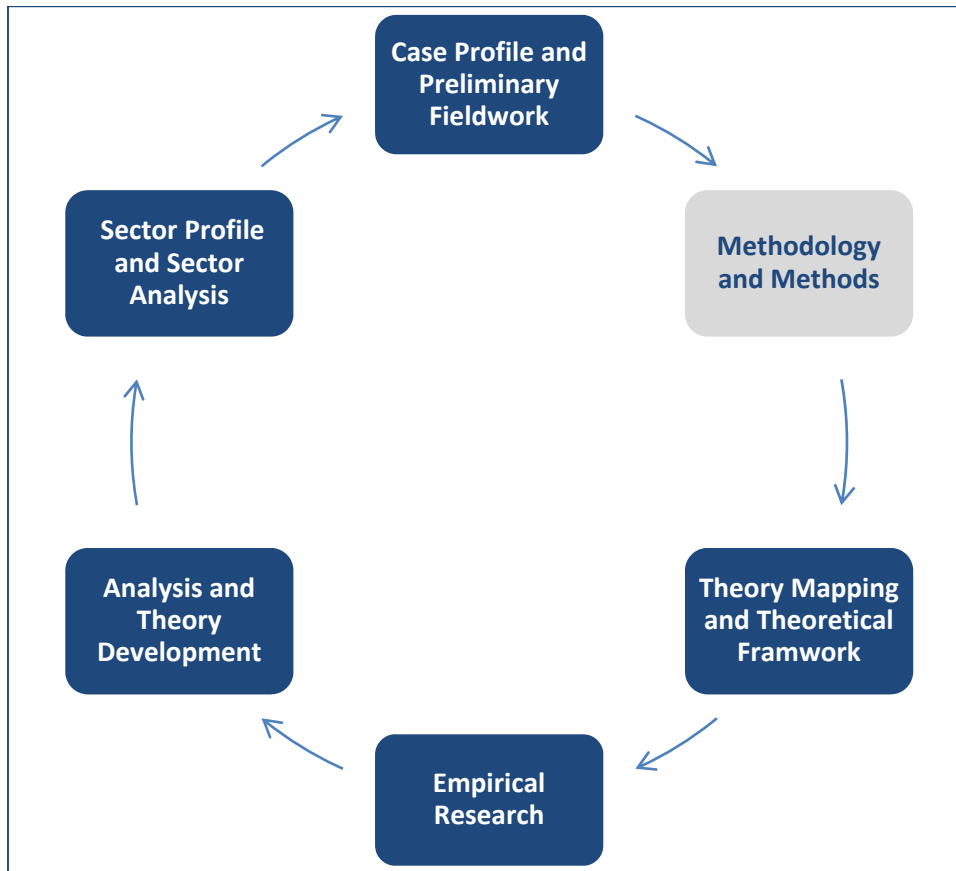 Case Profile and
Preliminary
Fieldwork
Methodology
and Methods
Theory Mapping
and Theoretical
Framwork
Empirical
Research
Analysis and
Theory
Development
Sector Profile
and Sector
Analysis